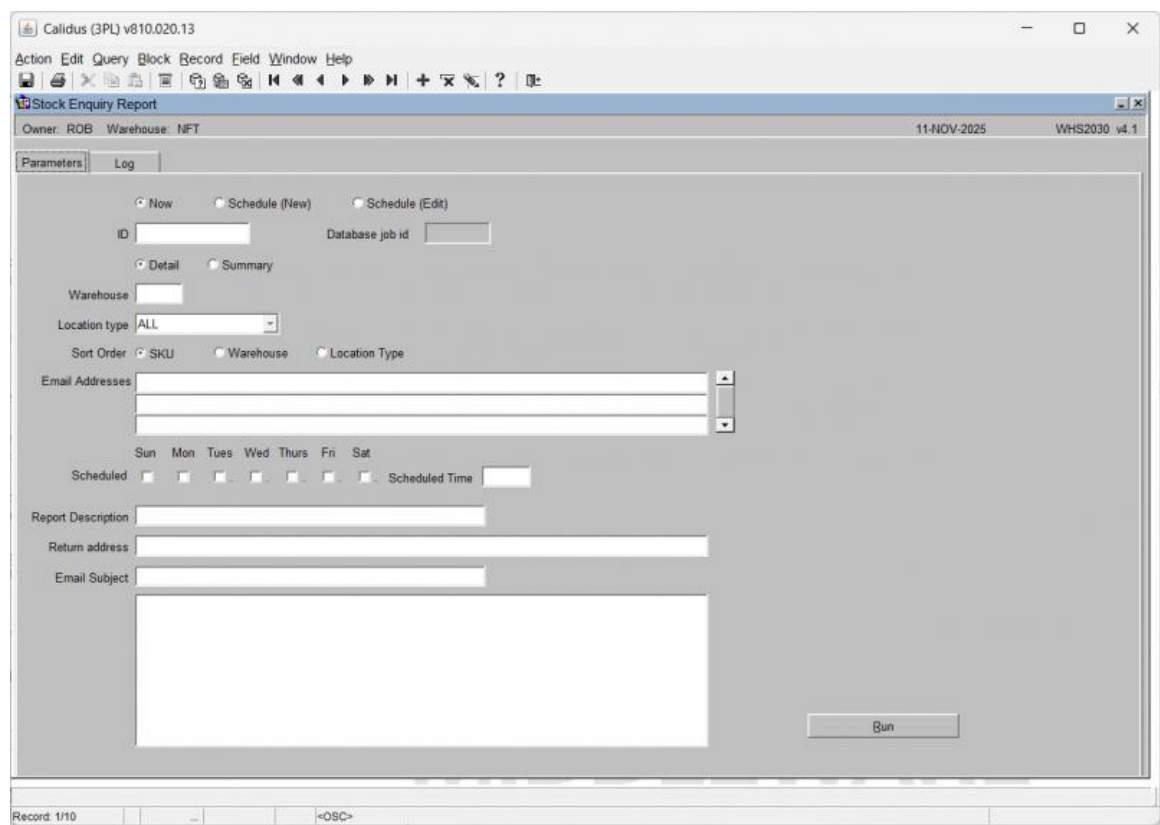 Calidus (3PL) v810.020.13
Action Edit Query Block Record Field Window Help
Stock Enquiry Report
Owner: ROB Warehouse: NFT 11-NOV-2025 WHS2030 v4.1
Parameters Log
Now Schedule (New) Schedule (Edit)
ID Database job id
Detail Summary
Warehouse
Location type ALL
Sort Order SKU Warehouse Location Type
Email Addresses
Sun Mon Tues Wed Thurs Fri Sat
Scheduled Scheduled Time
Report Description
Return address
Email Subject
Run
Record: 1/10 ... <OSC>